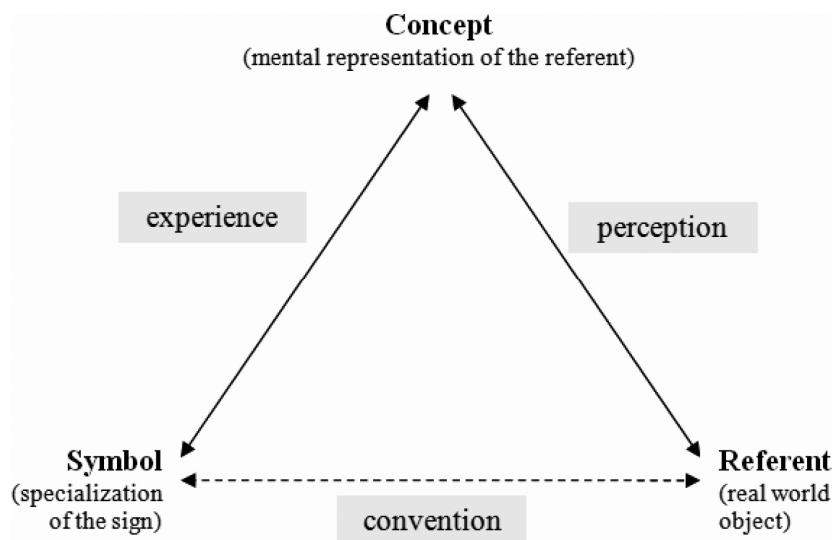 Concept
(mental representation of the referent)
experience
perception
Symbol
(specialization
of the sign)
Referent
(real world
object)
convention